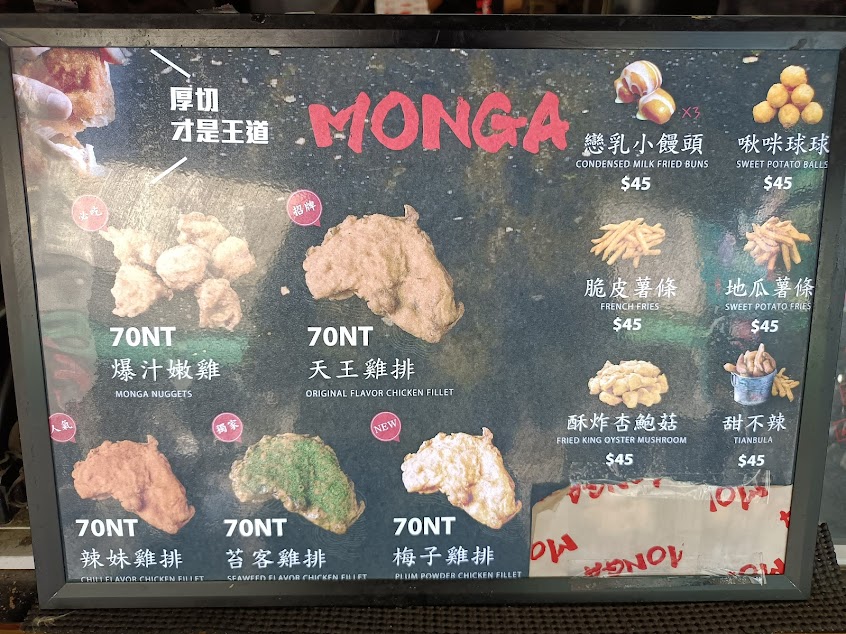 厚切
才是王道
MONGA
X3
戀乳小饅頭
CONDENSED MILK FRIED BUNS
$45
啾咪球球
SWEET POTATO BALLS
$45
招牌
70NT
爆汁嫩雞
MONGA NUGGETS
70NT
天王雞排
ORIGINAL FLAVOR CHICKEN FILLET
脆皮薯條
FRENCH FRIES
$45
地瓜薯條
SWEET POTATO FRIES
$45
酥炸杏鮑菇
FRIED KING OYSTER MUSHROOM
$45
甜不辣
TIANBULA
$45
人氣
70NT
辣妹雞排
CHILI FLAVOR CHICKEN FILLET
獨家
70NT
苔客雞排
SEAWEED FLAVOR CHICKEN FILLET
NEW
70NT
梅子雞排
PLUM POWDER CHICKEN FILLET
MONGA